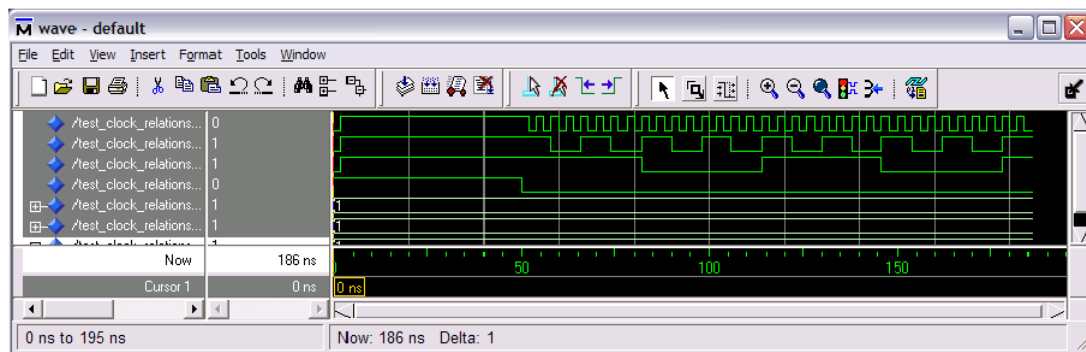 wave - default
File Edit View Insert Format Tools Window
/test_clock_relations... 0
/test_clock_relations... 1
/test_clock_relations... 1
/test_clock_relations... 0
/test_clock_relations... 1 1
/test_clock_relations... 1 1
/test_clock_relations... 1
Now 186 ns 50 100 150
Cursor 1 0 ns 0 ns
0 ns to 195 ns Now: 186 ns Delta: 1